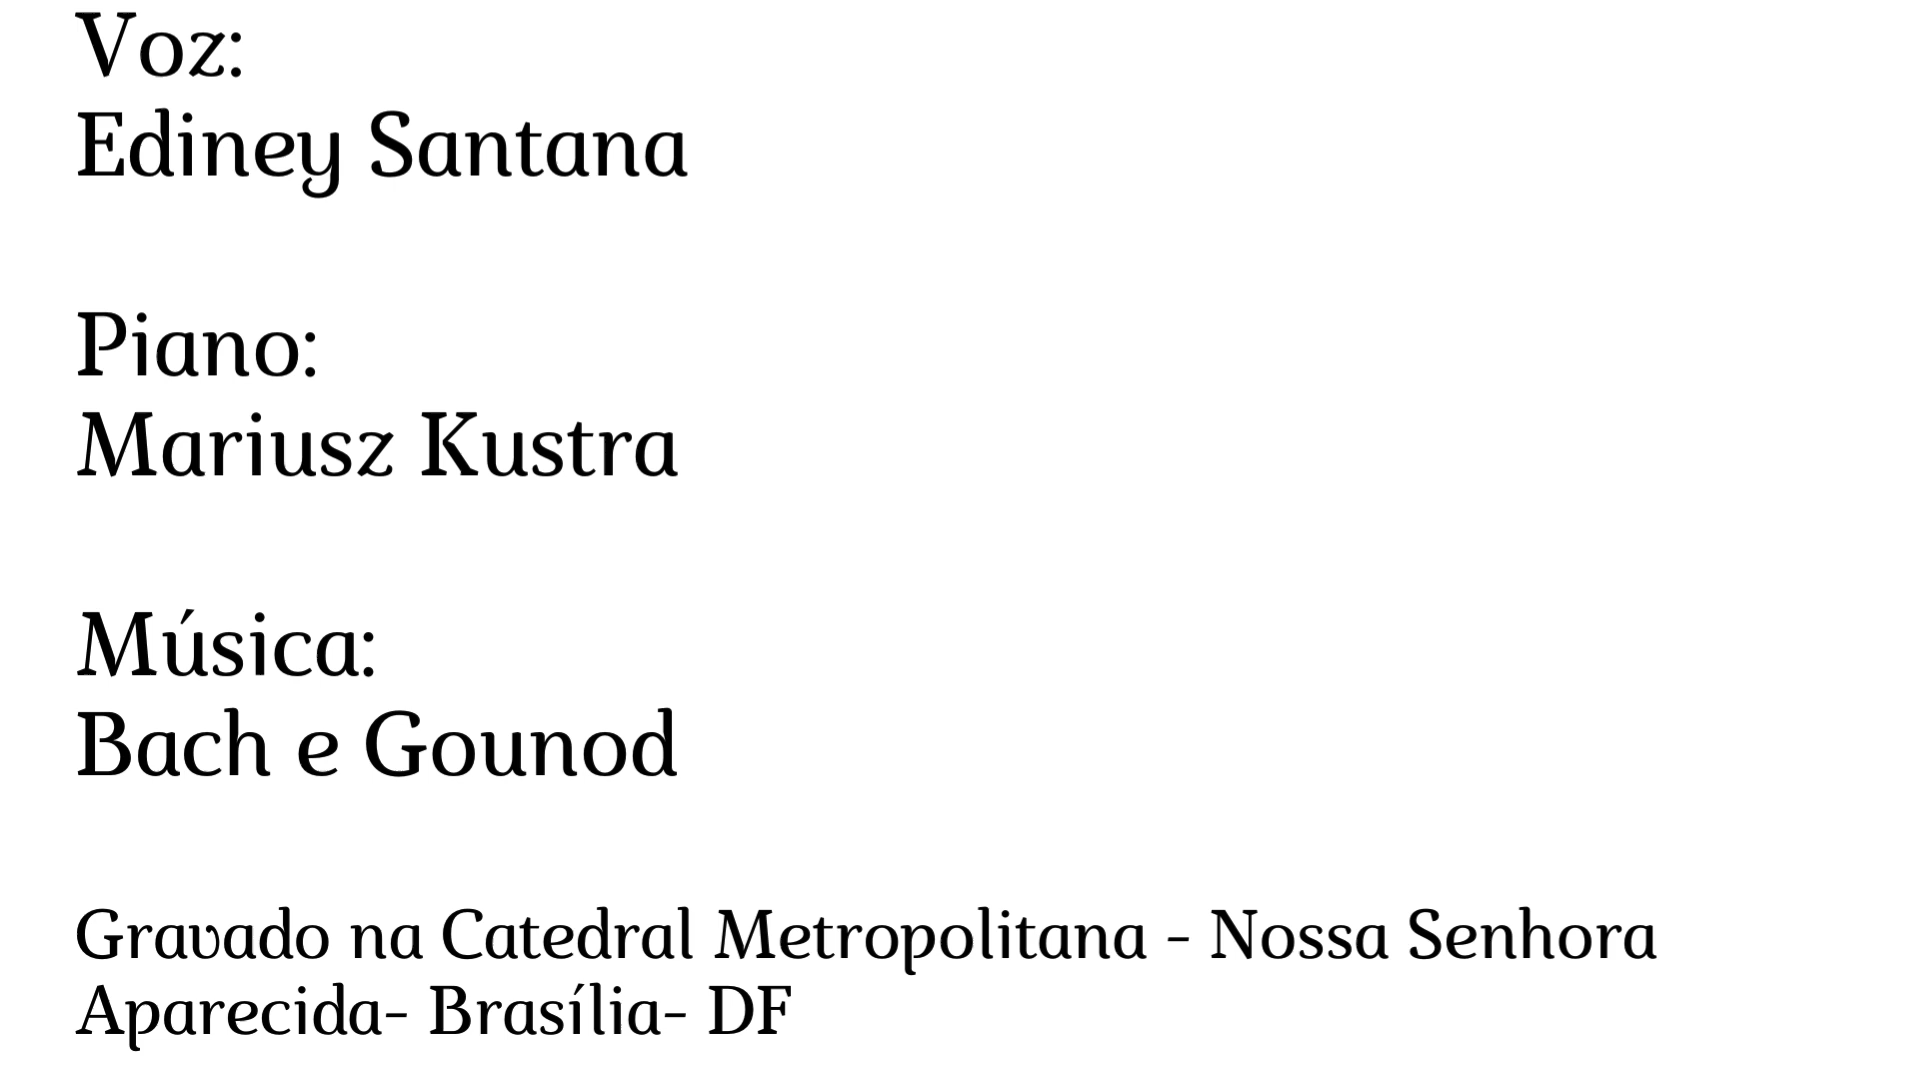 Voz:
Ediney Santana
Piano:
Mariusz Kustra
Música:
Bach e Gounod
Gravado na Catedral Metropolitana - Nossa Senhora
Aparecida- Brasília- DF